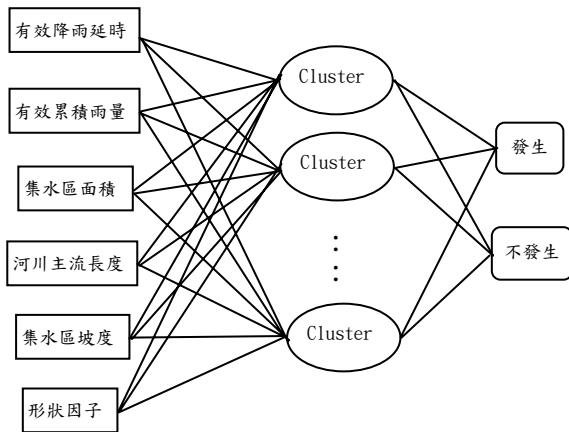 有效降雨延時
有效累積雨量
集水區面積
河川主流長度
集水區坡度
形狀因子
Cluster
Cluster
Cluster
發生
不發生